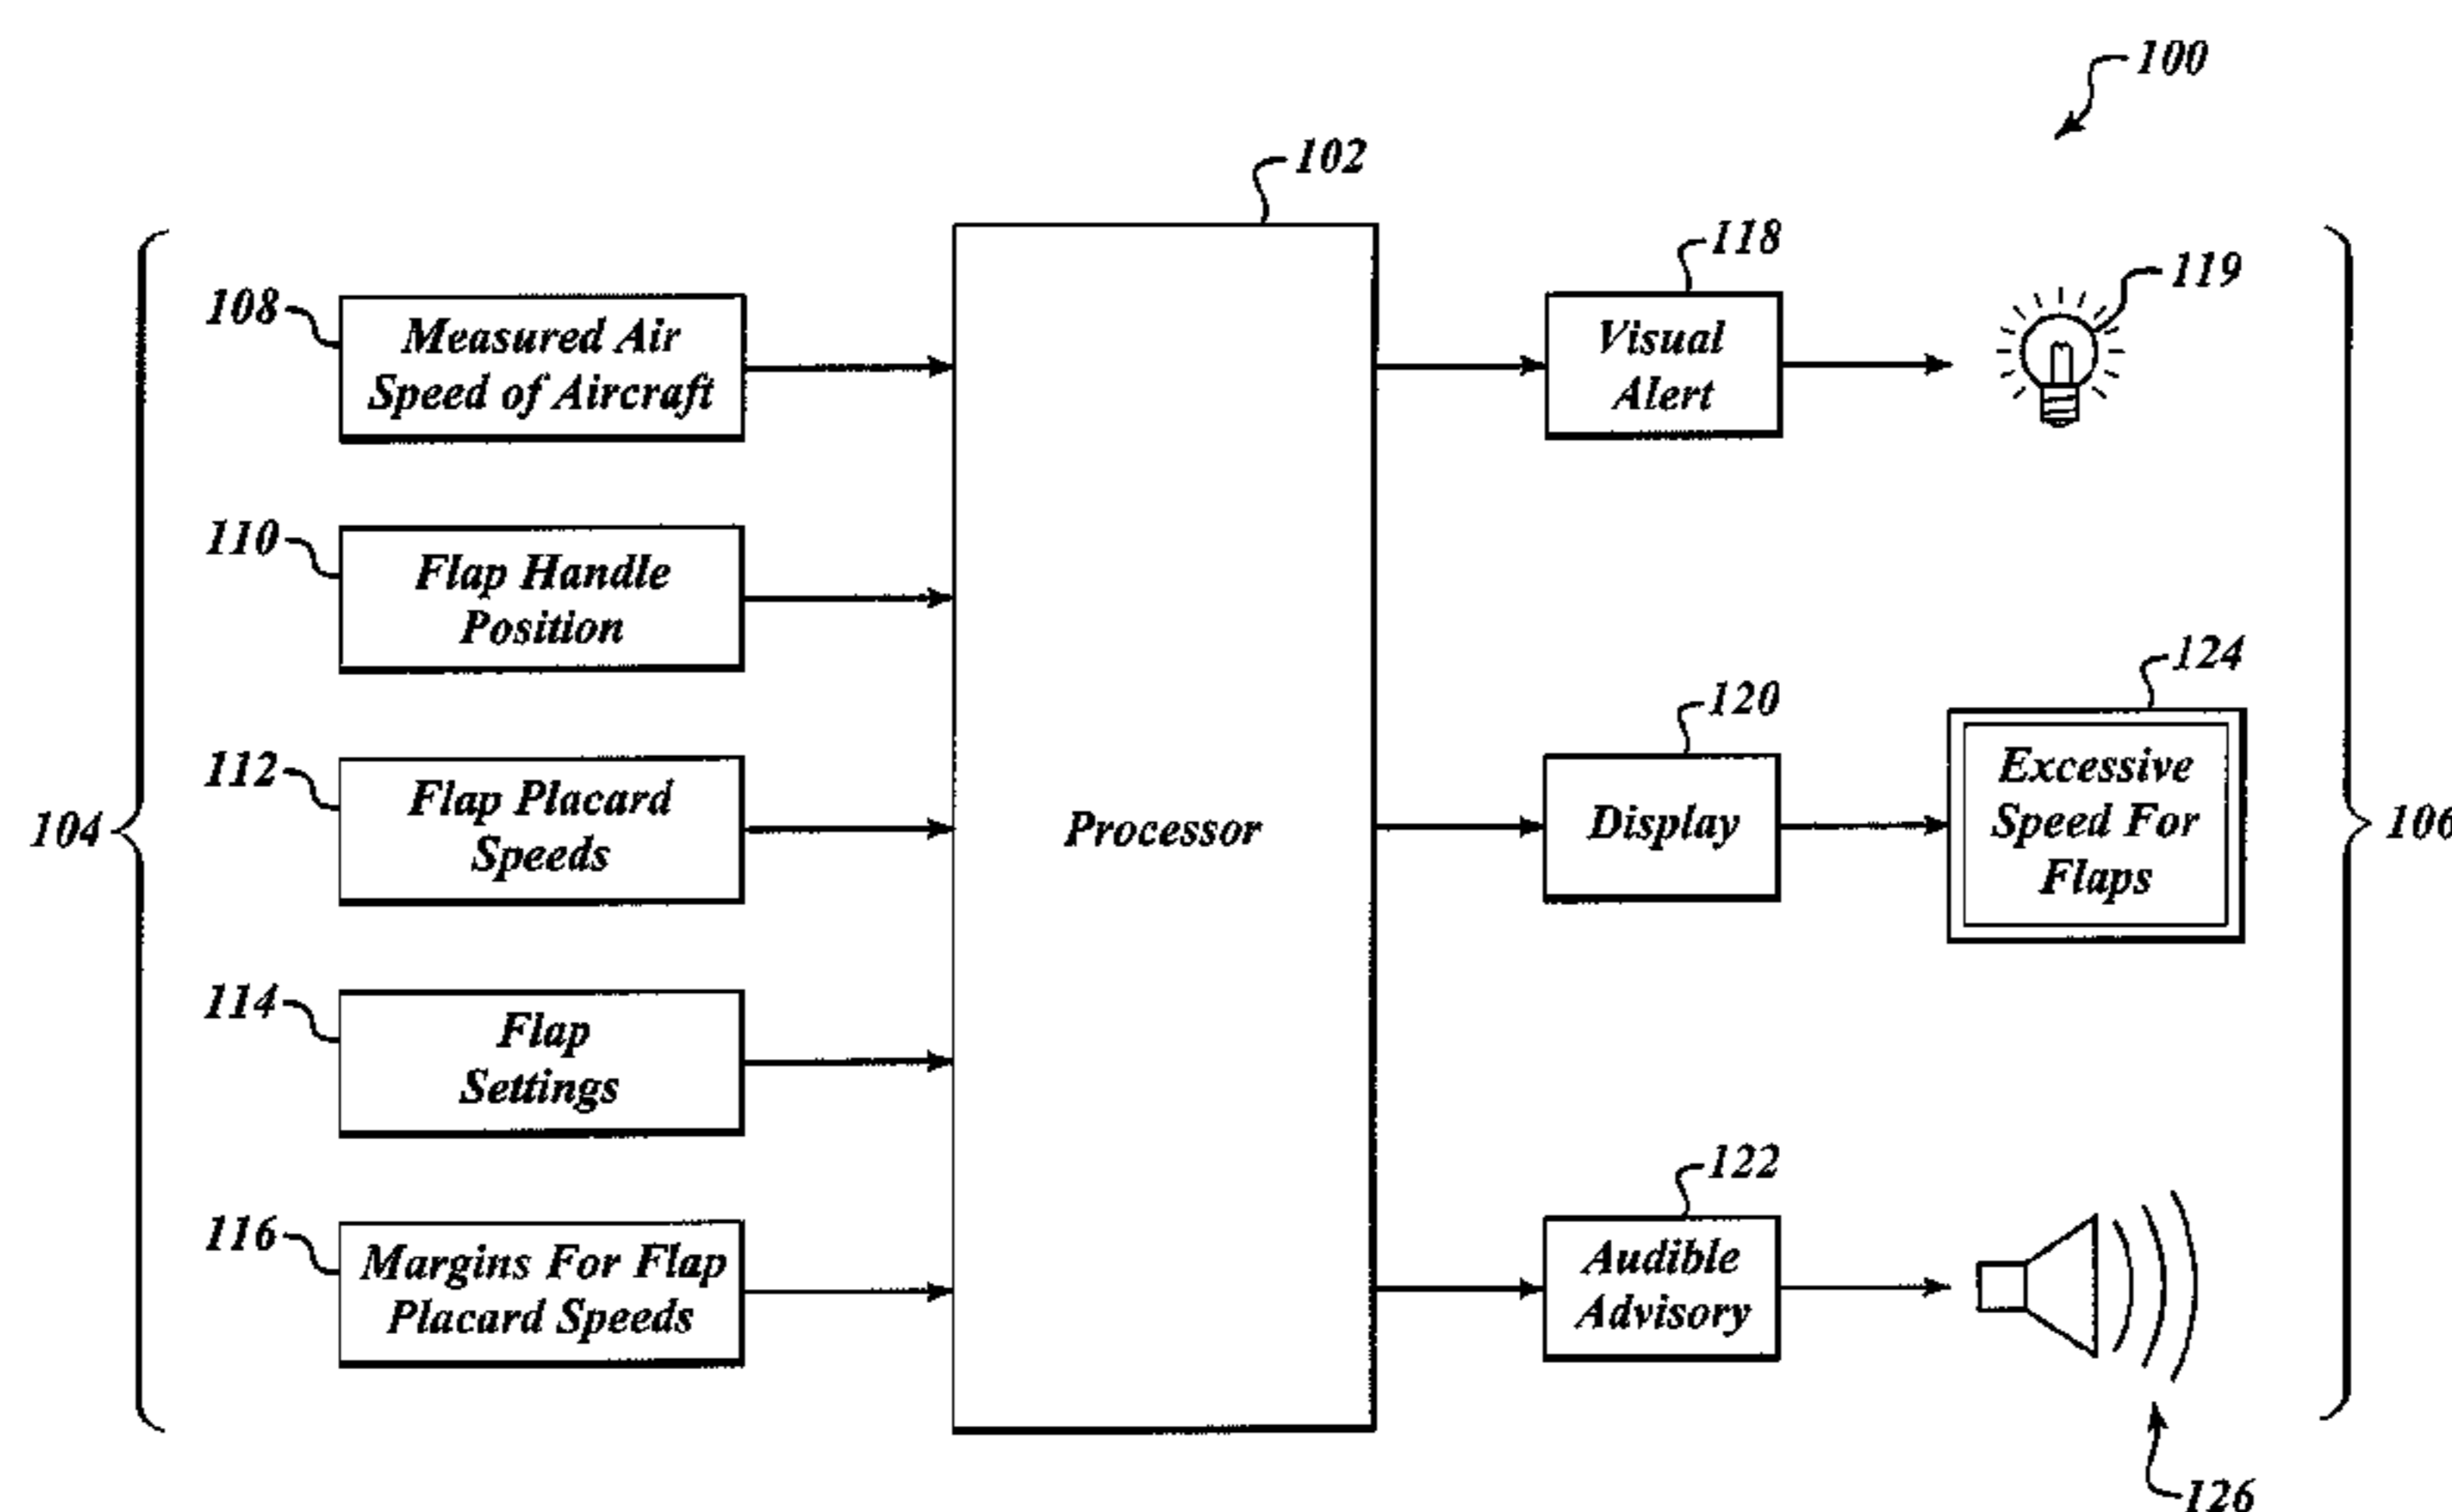 100
102
118
119
108
Measured Air
Speed of Aircraft
Visual
Alert
110
Flap Handle
Position
124
120
112
Flap Placard
Speeds
104
Processor
Display
Excessive
Speed For
Flaps
106
114
Flap
Settings
122
116
Margins For Flap
Placard Speeds
Audible
Advisory
126